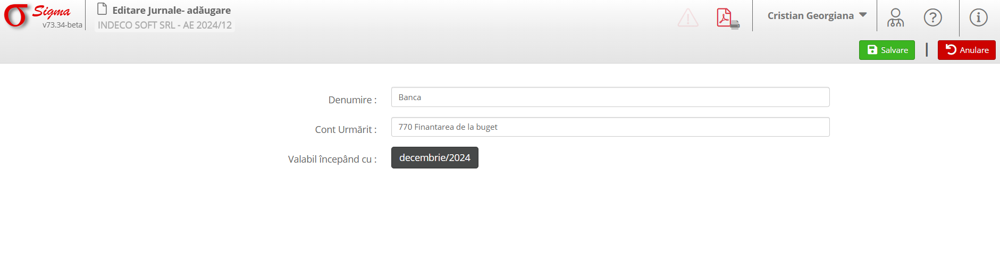 σ Sigma
v73.34-beta
Editare Jurnale- adăugare
INDECO SOFT SRL - AE 2024/12
Cristian Georgiana
Salvare | Anulare
Denumire : Banca
Cont Urmărit : 770 Finantarea de la buget
Valabil începând cu : decembrie/2024